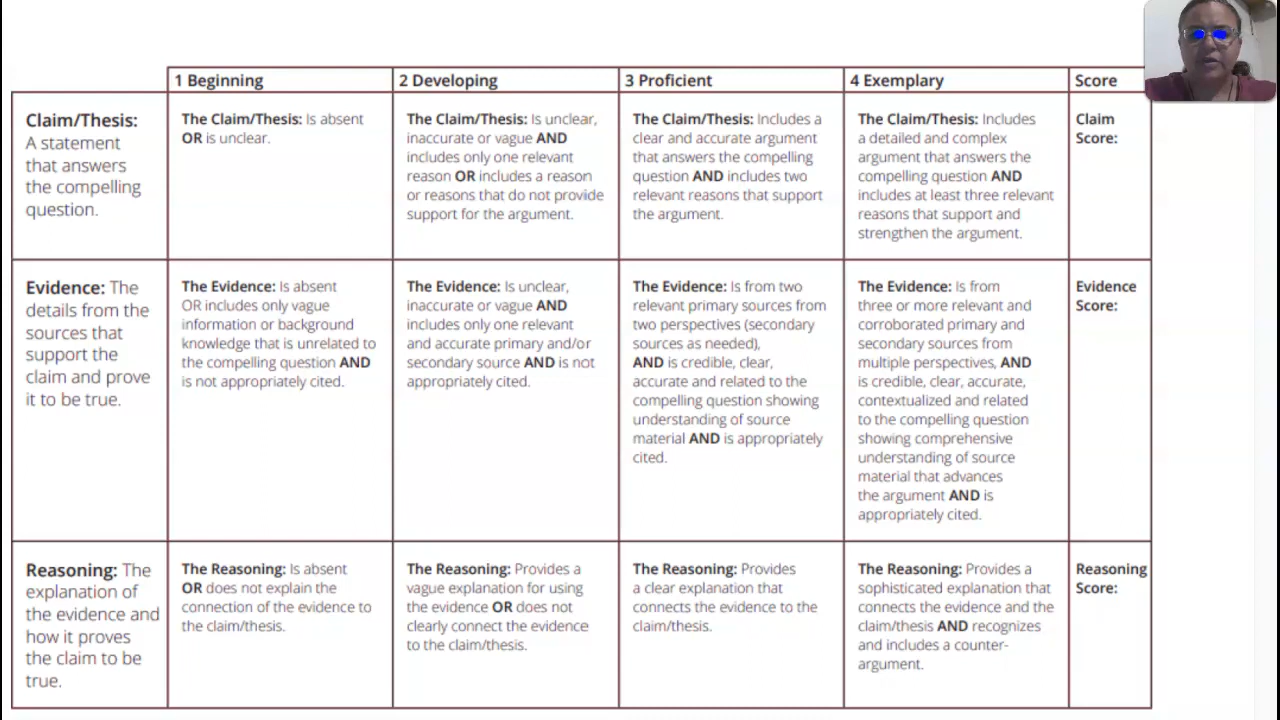 1 Beginning
2 Developing
3 Proficient
4 Exemplary
Score
Claim/Thesis:
A statement
that answers
the compelling
question.
The Claim/Thesis: Is absent
OR is unclear.
The Claim/Thesis: Is unclear,
inaccurate or vague AND
includes only one relevant
reason OR includes a reason
or reasons that do not provide
support for the argument.
The Claim/Thesis: Includes a
clear and accurate argument
that answers the compelling
question AND includes two
relevant reasons that support
the argument.
The Claim/Thesis: Includes
a detailed and complex
argument that answers the
compelling question AND
includes at least three relevant
reasons that support and
strengthen the argument.
Claim
Score:
Evidence: The
details from the
sources that
support the
claim and prove
it to be true.
The Evidence: Is absent
OR includes only vague
information or background
knowledge that is unrelated to
the compelling question AND
is not appropriately cited.
The Evidence: Is unclear,
inaccurate or vague AND
includes only one relevant
and accurate primary and/or
secondary source AND is not
appropriately cited.
The Evidence: Is from two
relevant primary sources from
two perspectives (secondary
sources as needed),
AND is credible, clear,
accurate and related to the
compelling question showing
understanding of source
material AND is appropriately
cited.
The Evidence: Is from
three or more relevant and
corroborated primary and
secondary sources from
multiple perspectives, AND
is credible, clear, accurate,
contextualized and related
to the compelling question
showing comprehensive
understanding of source
material that advances
the argument AND is
appropriately cited.
Evidence
Score:
Reasoning: The
explanation of
the evidence and
how it proves
the claim to be
true.
The Reasoning: Is absent
OR does not explain the
connection of the evidence to
the claim/thesis.
The Reasoning: Provides a
vague explanation for using
the evidence OR does not
clearly connect the evidence
to the claim/thesis.
The Reasoning: Provides
a clear explanation that
connects the evidence to the
claim/thesis.
The Reasoning: Provides a
sophisticated explanation that
connects the evidence and the
claim/thesis AND recognizes
and includes a counter-
argument.
Reasoning
Score: